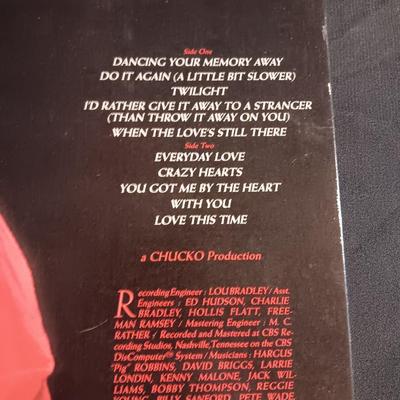 Side One
DANCING YOUR MEMORY AWAY
DO IT AGAIN (A LITTLE BIT SLOWER)
TWILIGHT
I'D RATHER GIVE IT AWAY TO A STRANGER
(THAN THROW IT AWAY ON YOU)
WHEN THE LOVE'S STILL THERE
Side Two
EVERYDAY LOVE
CRAZY HEARTS
YOU GOT ME BY THE HEART
WITH YOU
LOVE THIS TIME
a CHUCKO Production
Recording Engineer : LOU BRADLEY / Asst.
Engineers : ED HUDSON, CHARLIE
BRADLEY, HOLLIS FLATT, FREE-
MAN RAMSEY / Mastering Engineer : M. C.
RATHER / Recorded and Mastered at CBS Re-
cording Studios, Nashville, Tennessee on the CBS
DisComputer® System / Musicians : HARGUS
"Pig" ROBBINS, DAVID BRIGGS, LARRIE
LONDIN, KENNY MALONE, JACK WIL-
LIAMS, BOBBY THOMPSON, REGGIE
YOUNG, BILLY SANFORD, PETE WADE,